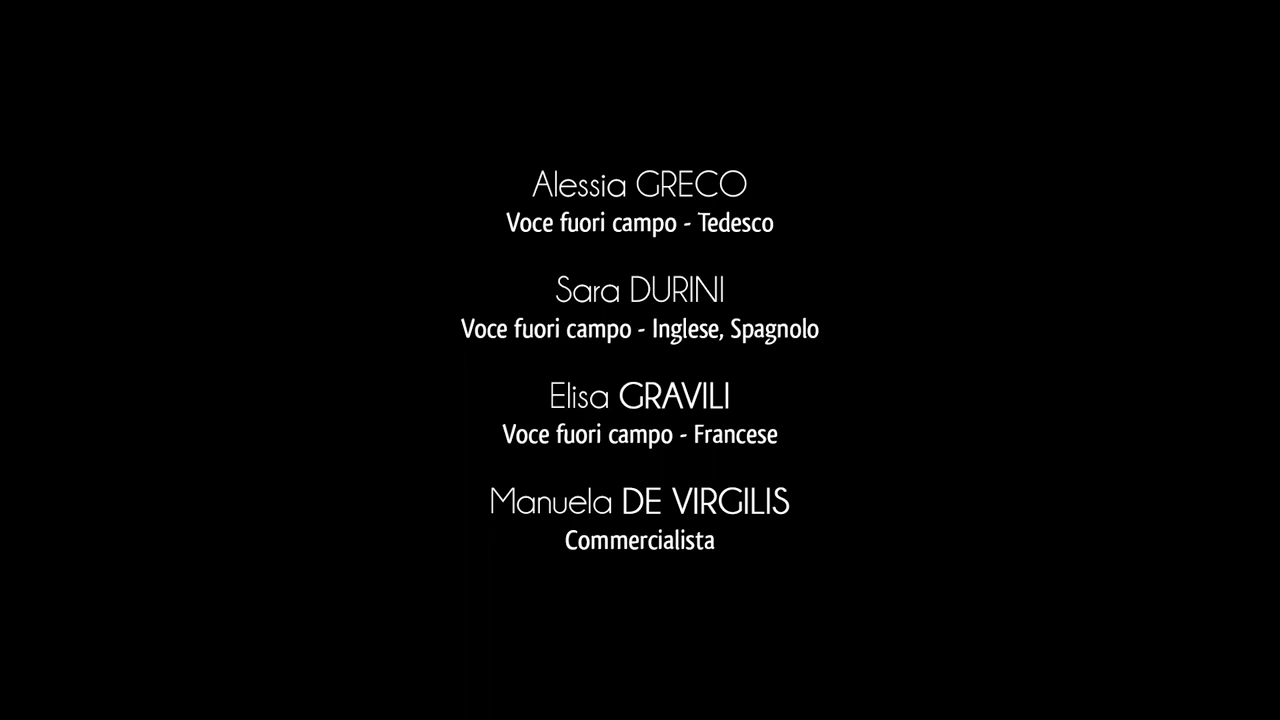 Alessia GRECO
Voce fuori campo - Tedesco
Sara DURINI
Voce fuori campo - Inglese, Spagnolo
Elisa GRAVILI
Voce fuori campo - Francese
Manuela DE VIRGILIS
Commercialista